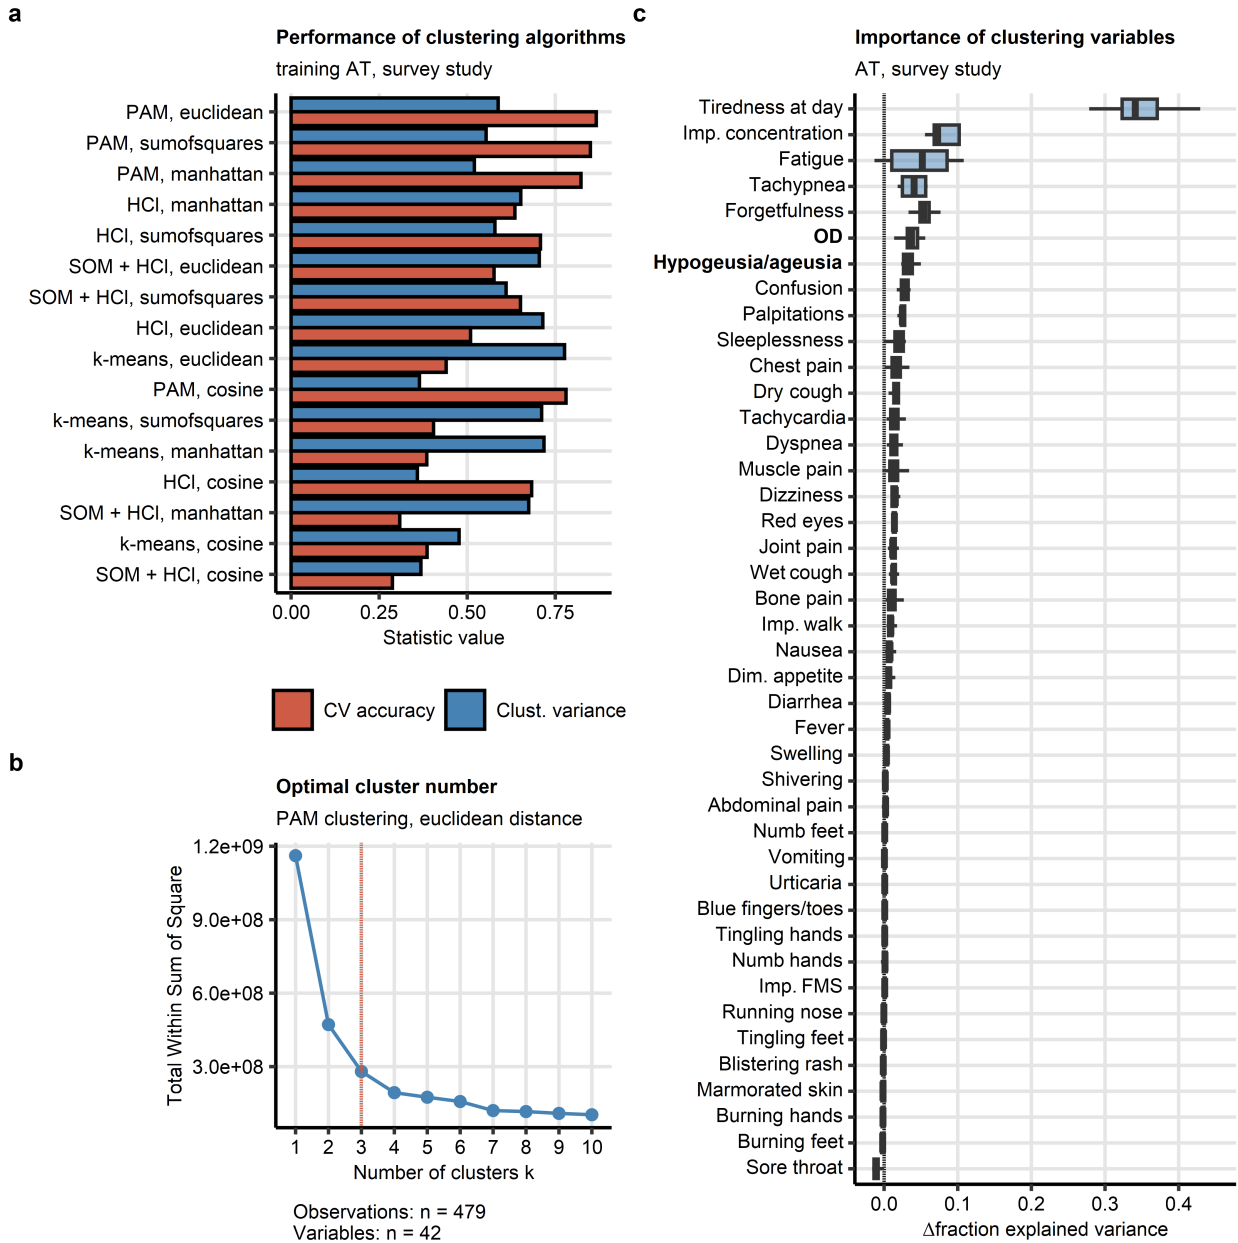 a
Performance of clustering algorithms
training AT, survey study
PAM, euclidean
PAM, sumofsquares
PAM, manhattan
HCl, manhattan
HCl, sumofsquares
SOM + HCl, euclidean
SOM + HCl, sumofsquares
HCl, euclidean
k-means, euclidean
PAM, cosine
k-means, sumofsquares
k-means, manhattan
HCl, cosine
SOM + HCl, manhattan
k-means, cosine
SOM + HCl, cosine
0.00 0.25 0.50 0.75
Statistic value
CV accuracy Clust. variance
b
Optimal cluster number
PAM clustering, euclidean distance
Total Within Sum of Square
1.2e+09
9.0e+08
6.0e+08
3.0e+08
1 2 3 4 5 6 7 8 9 10
Number of clusters k
Observations: n = 479
Variables: n = 42
c
Importance of clustering variables
AT, survey study
Tiredness at day
Imp. concentration
Fatigue
Tachypnea
Forgetfulness
OD
Hypogeusia/ageusia
Confusion
Palpitations
Sleeplessness
Chest pain
Dry cough
Tachycardia
Dyspnea
Muscle pain
Dizziness
Red eyes
Joint pain
Wet cough
Bone pain
Imp. walk
Nausea
Dim. appetite
Diarrhea
Fever
Swelling
Shivering
Abdominal pain
Numb feet
Vomiting
Urticaria
Blue fingers/toes
Tingling hands
Numb hands
Imp. FMS
Running nose
Tingling feet
Blistering rash
Marmorated skin
Burning hands
Burning feet
Sore throat
0.0 0.1 0.2 0.3 0.4
Δfraction explained variance